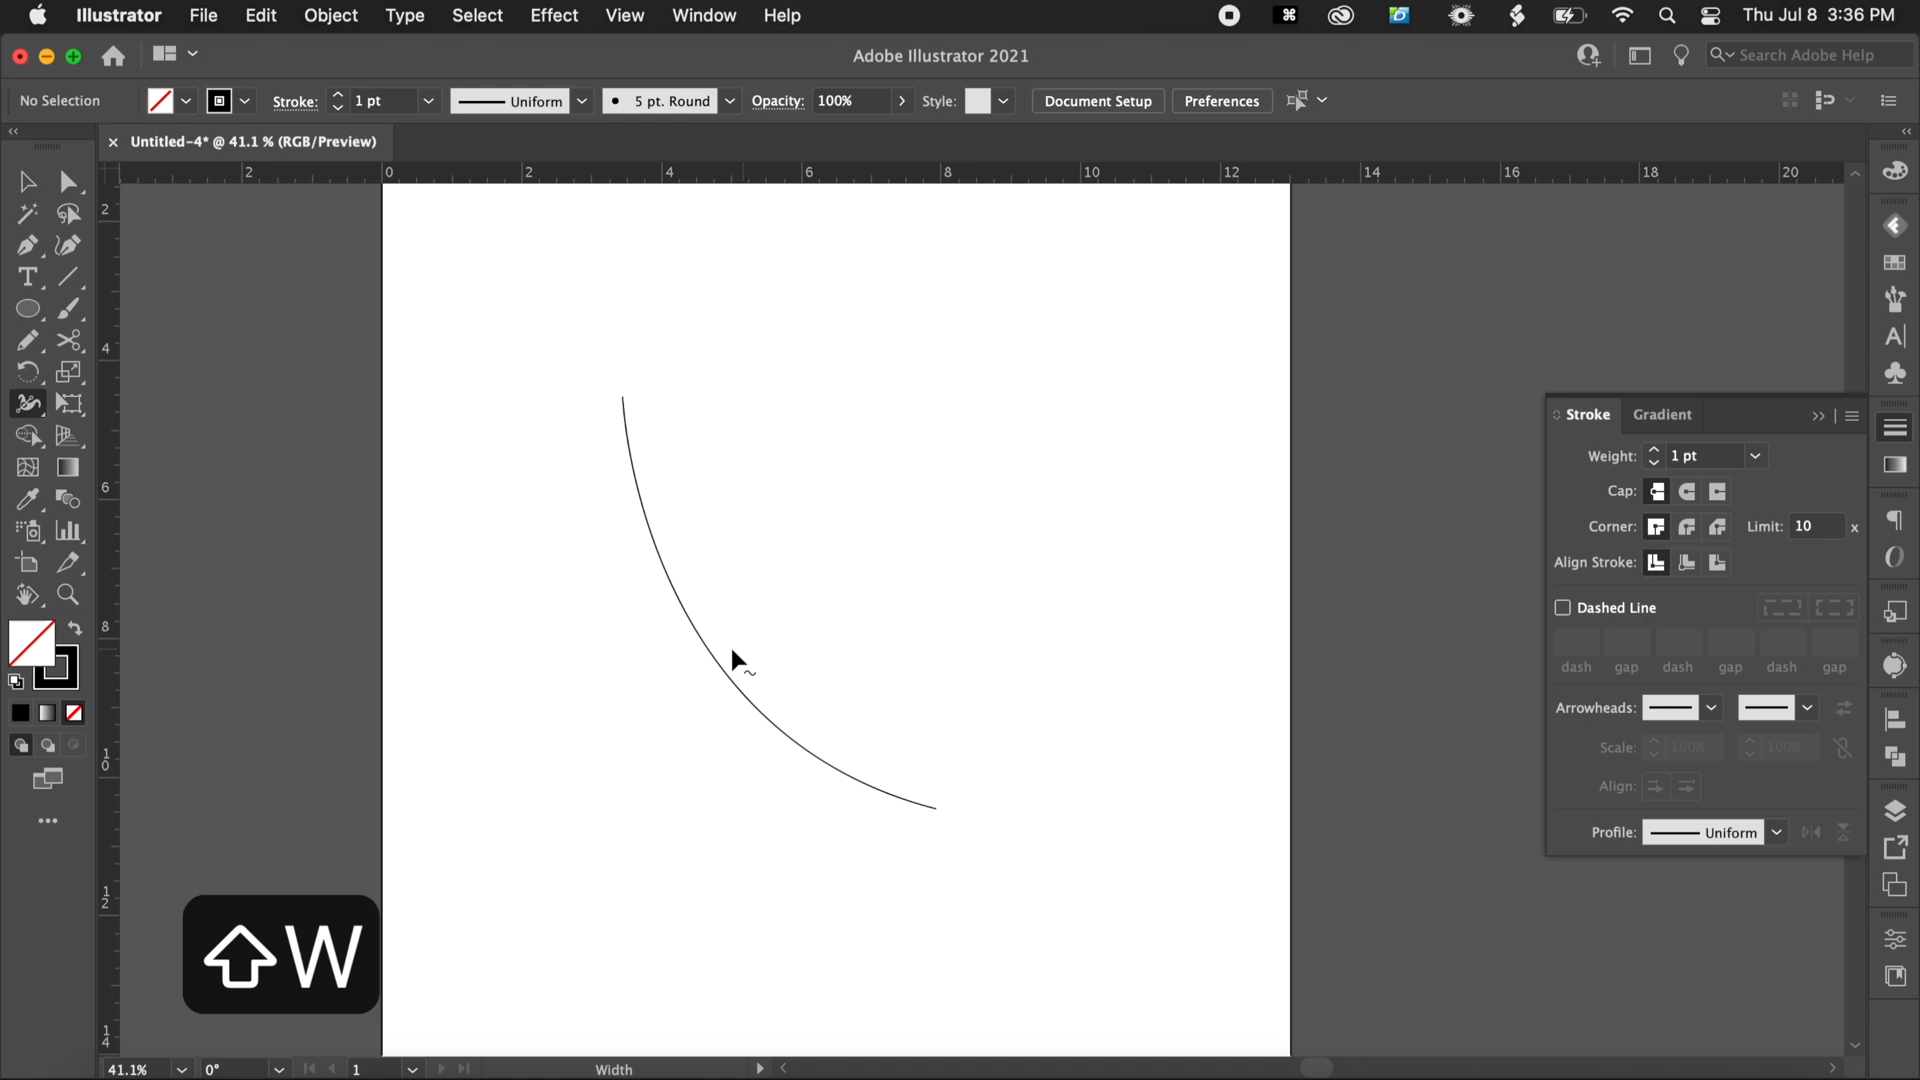 Illustrator File Edit Object Type Select Effect View Window Help Thu Jul 8 3:36 PM
Adobe Illustrator 2021 Search Adobe Help
No Selection Stroke: 1 pt Uniform 5 pt. Round Opacity: 100% Style: Document Setup Preferences
Untitled-4* @ 41.1 % (RGB/Preview)
2 0 2 4 6 8 10 12 14 16 18 20
2
4
6
8
10
12
14
Stroke Gradient
Weight: 1 pt
Cap:
Corner: Limit: 10 x
Align Stroke:
Dashed Line
dash gap dash gap dash gap
Arrowheads:
Scale: 100% 100%
Align:
Profile: Uniform
W
41.1% 0° 1 Width